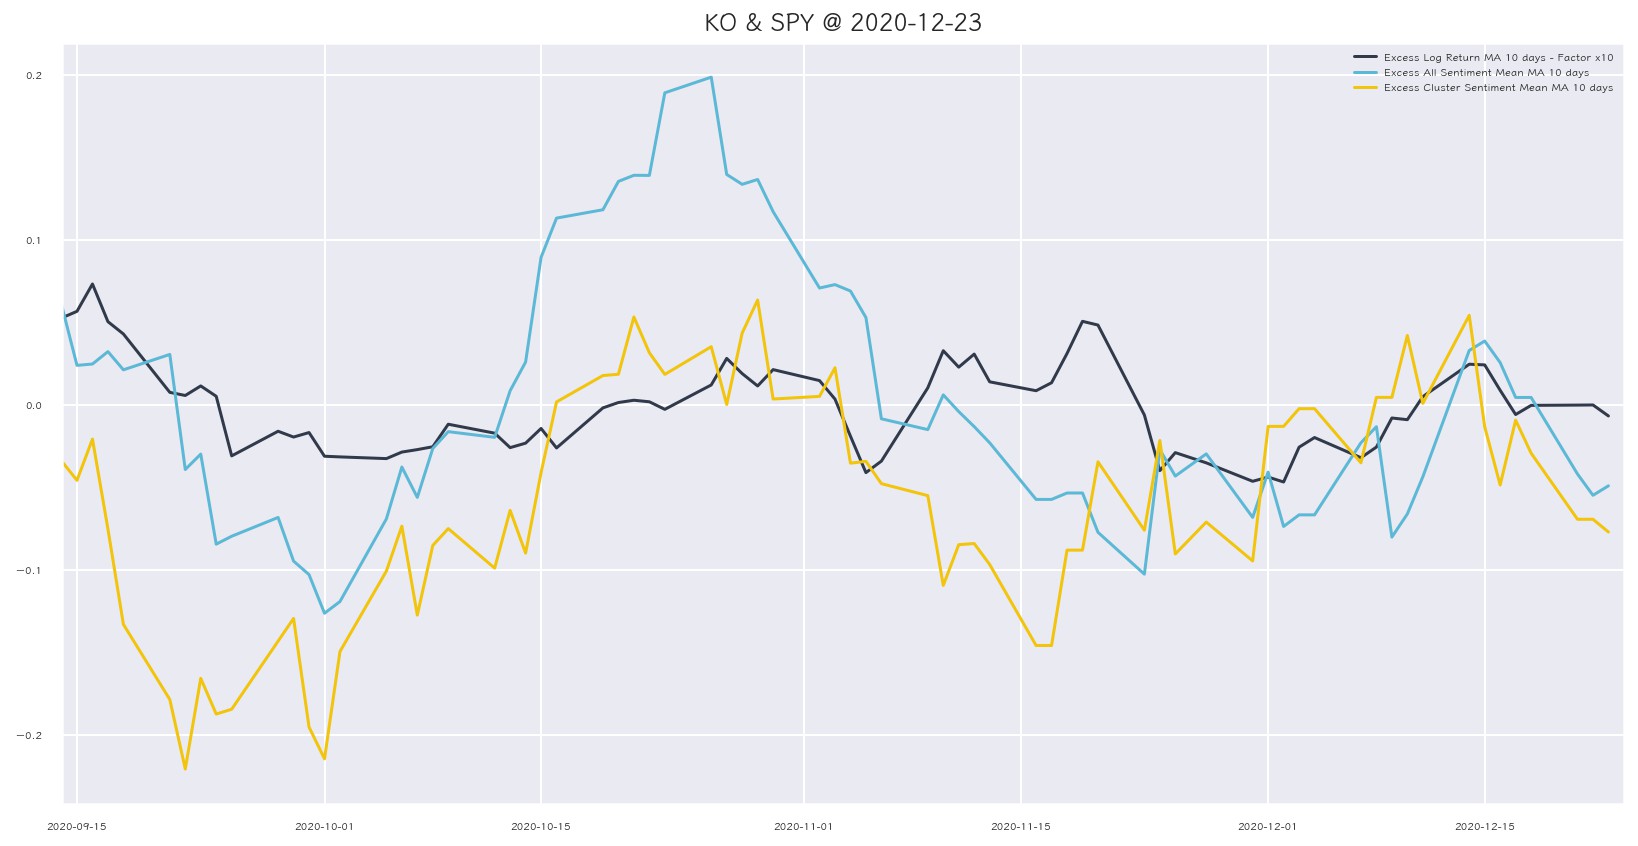 KO & SPY @ 2020-12-23
Excess Log Return MA 10 days - Factor x10
Excess All Sentiment Mean MA 10 days
Excess Cluster Sentiment Mean MA 10 days
0.2
0.1
0.0
−0.1
−0.2
2020-09-15 2020-10-01 2020-10-15 2020-11-01 2020-11-15 2020-12-01 2020-12-15